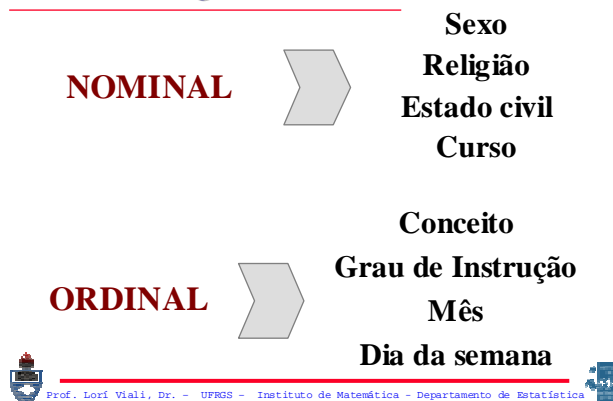 Sexo
NOMINAL
Religião
Estado civil
Curso
Conceito
Grau de Instrução
ORDINAL
Mês
Dia da semana
Prof. Lorí Viali, Dr. - UFRGS - Instituto de Matemática - Departamento de Estatística